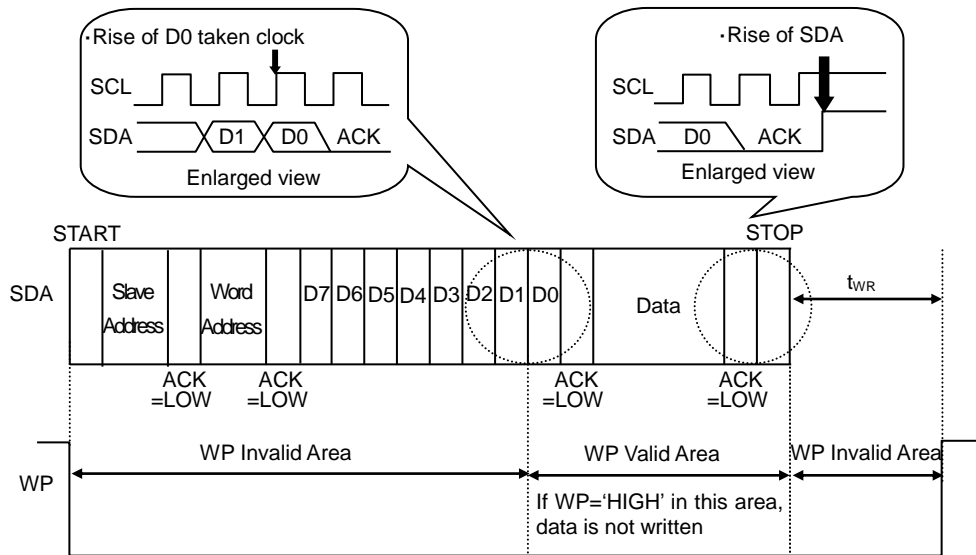 ·Rise of D0 taken clock
SCL
SDA D1 D0 ACK
Enlarged view
·Rise of SDA
SCL
SDA D0 ACK
Enlarged view
START STOP
SDA Slave Address Word Address D7 D6 D5 D4 D3 D2 D1 D0 Data tWR
ACK =LOW ACK =LOW ACK =LOW ACK =LOW
WP Invalid Area WP Valid Area WP Invalid Area
WP
If WP='HIGH' in this area,
data is not written